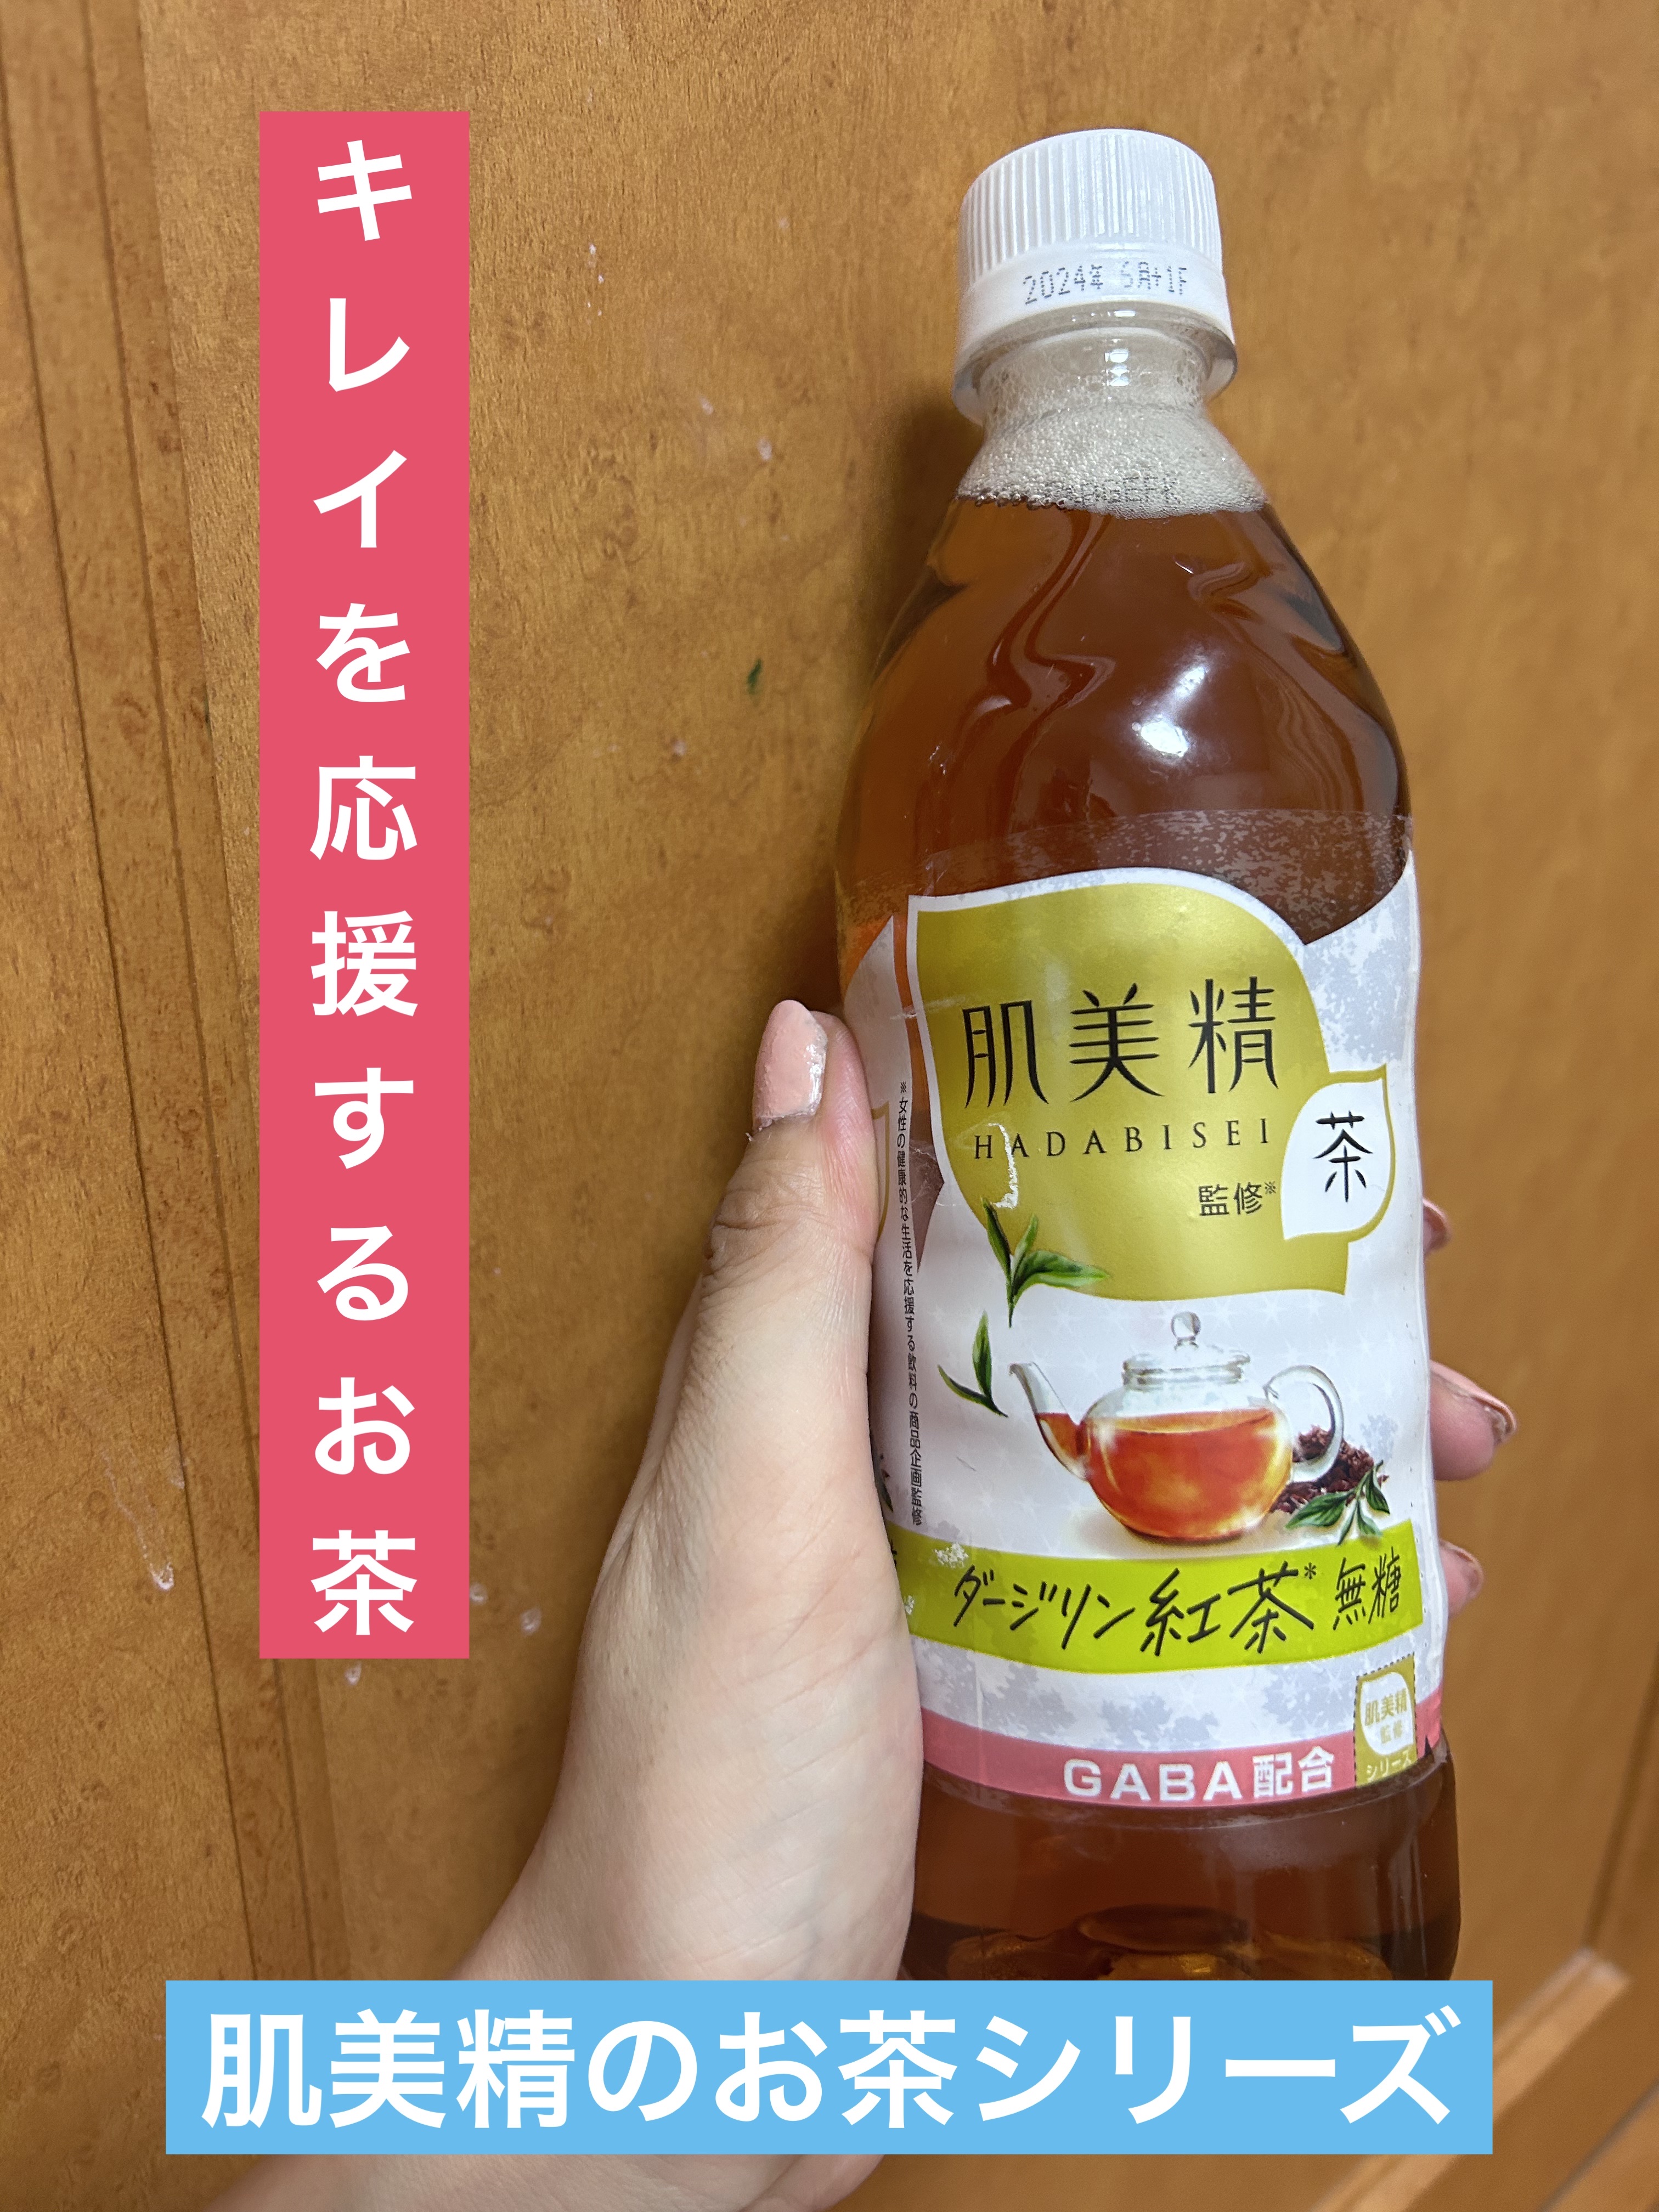 キレイを応援するお茶
2024年
肌美精
HADABISEI
監修※
茶
※女性の健康的な生活を応援する飲料の商品企画監修
ダージリン紅茶* 無糖
肌美精
監修
シリーズ
GABA配合
肌美精のお茶シリーズ